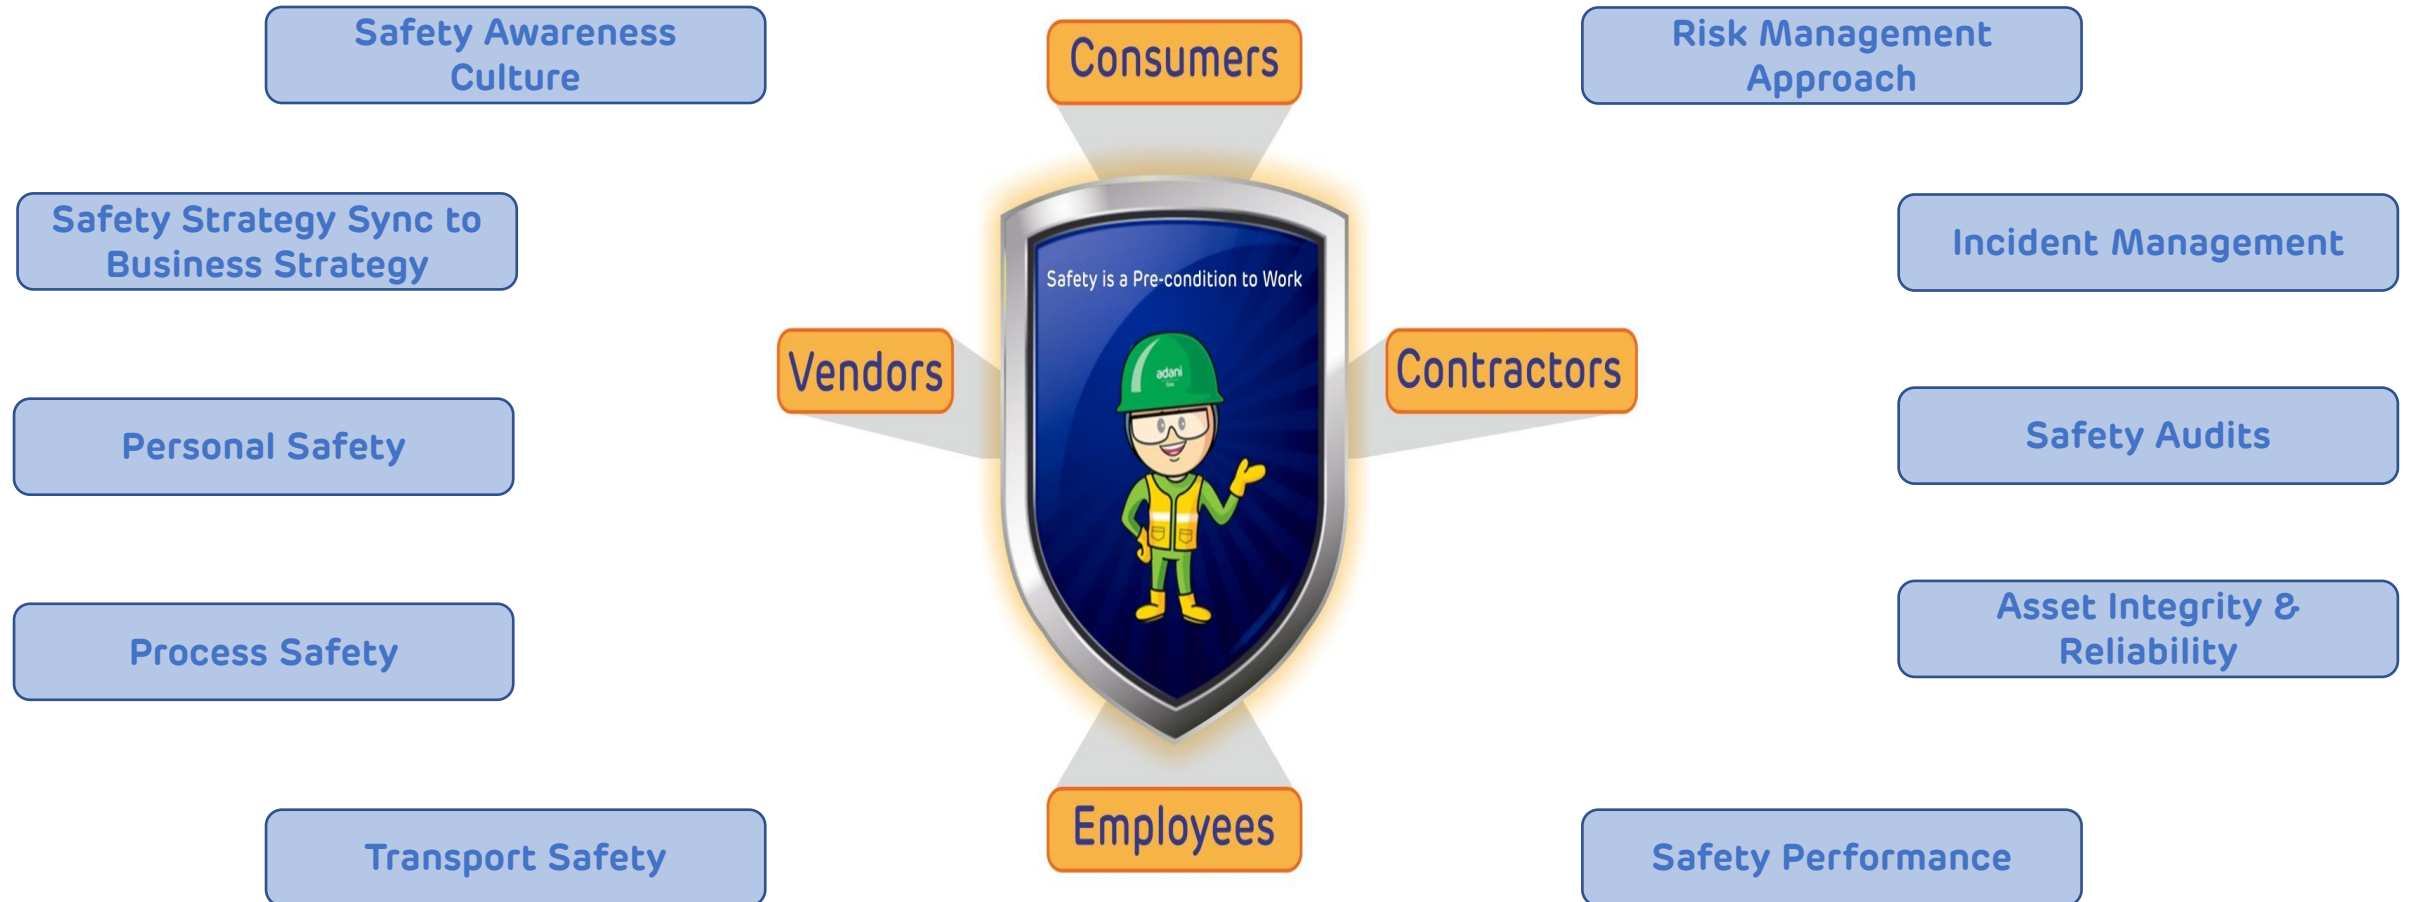 Safety Awareness
Culture
Consumers
Risk Management
Approach
Safety Strategy Sync to
Business Strategy
Incident Management
Safety is a Pre-condition to Work
Vendors
adani
Contractors
Personal Safety
Safety Audits
Process Safety
Asset Integrity &
Reliability
Employees
Transport Safety
Safety Performance